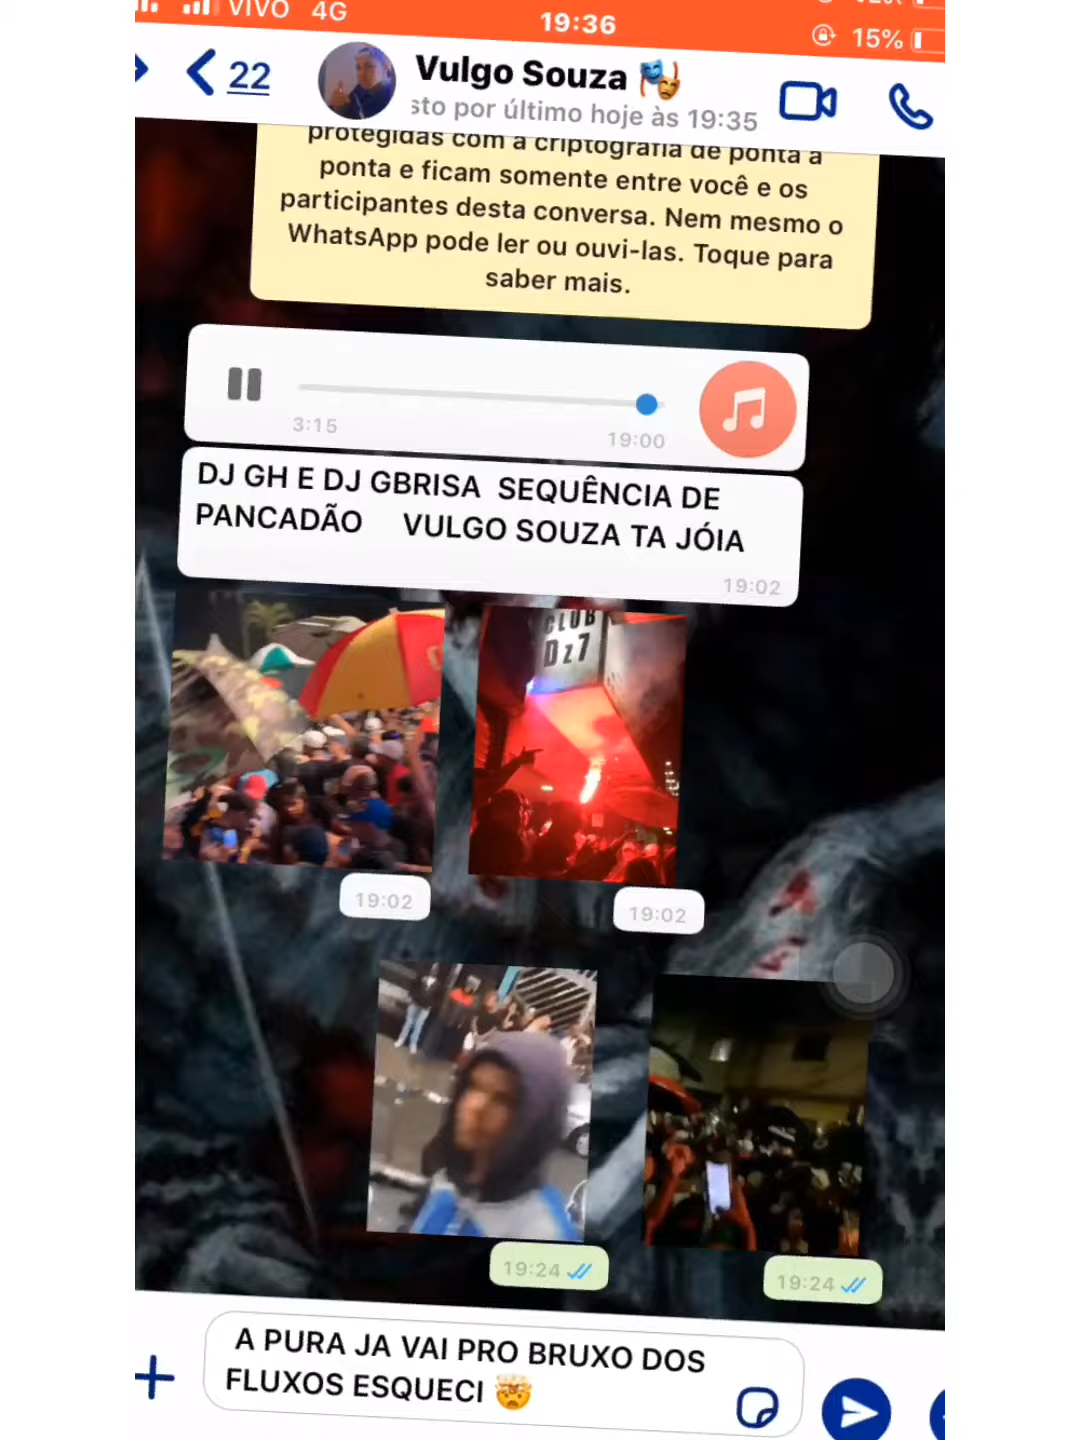 VIVO 4G
19:36
15%
22
Vulgo Souza 🎭
sto por último hoje às 19:35
protegidas com a criptografia de ponta a
ponta e ficam somente entre você e os
participantes desta conversa. Nem mesmo o
WhatsApp pode ler ou ouvi-las. Toque para
saber mais.
3:15
19:00
DJ GH E DJ GBRISA SEQUÊNCIA DE
PANCADÃO VULGO SOUZA TA JÓIA
19:02
CLUB
Dz7
19:02
19:02
19:24
19:24
A PURA JA VAI PRO BRUXO DOS
FLUXOS ESQUECI 🤯